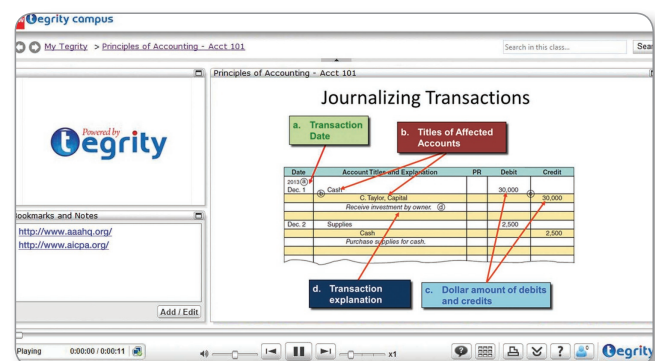 tegrity campus
My Tegrity > Principles of Accounting - Acct 101
Search in this class...
Sear
Principles of Accounting - Acct 101
Powered by
tegrity
Bookmarks and Notes
http://www.aaahq.org/
http://www.aicpa.org/
Add / Edit
Journalizing Transactions
a. Transaction
Date
b. Titles of Affected
Accounts
Date Account Titles and Explanation PR Debit Credit
2013 a
Dec. 1 b Cash 30,000 c
C. Taylor, Capital 30,000
Receive investment by owner. d
Dec. 2 Supplies 2,500
Cash 2,500
Purchase supplies for cash.
d. Transaction
explanation
c. Dollar amount of debits
and credits
Playing 0:00:00 / 0:00:11 x1 ? tegrity